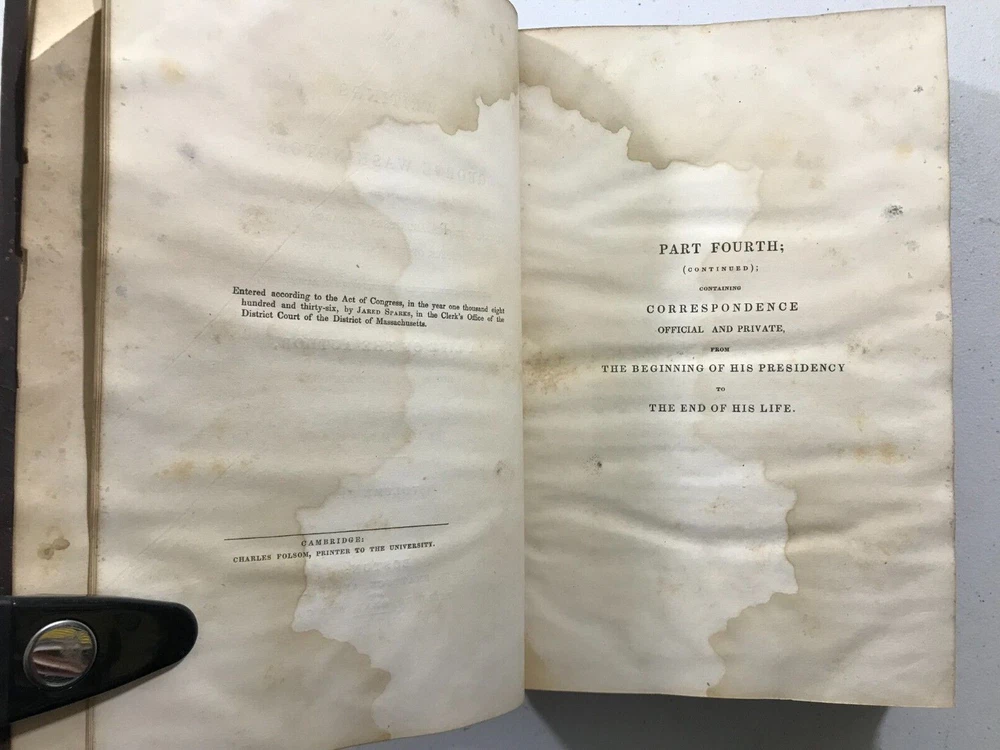 Entered according to the Act of Congress, in the year one thousand eight
hundred and thirty-six, by JARED SPARKS, in the Clerk's Office of the
District Court of the District of Massachusetts.
CAMBRIDGE:
CHARLES FOLSOM, PRINTER TO THE UNIVERSITY.
PART FOURTH;
(CONTINUED);
CONTAINING
CORRESPONDENCE
OFFICIAL AND PRIVATE,
FROM
THE BEGINNING OF HIS PRESIDENCY
TO
THE END OF HIS LIFE.